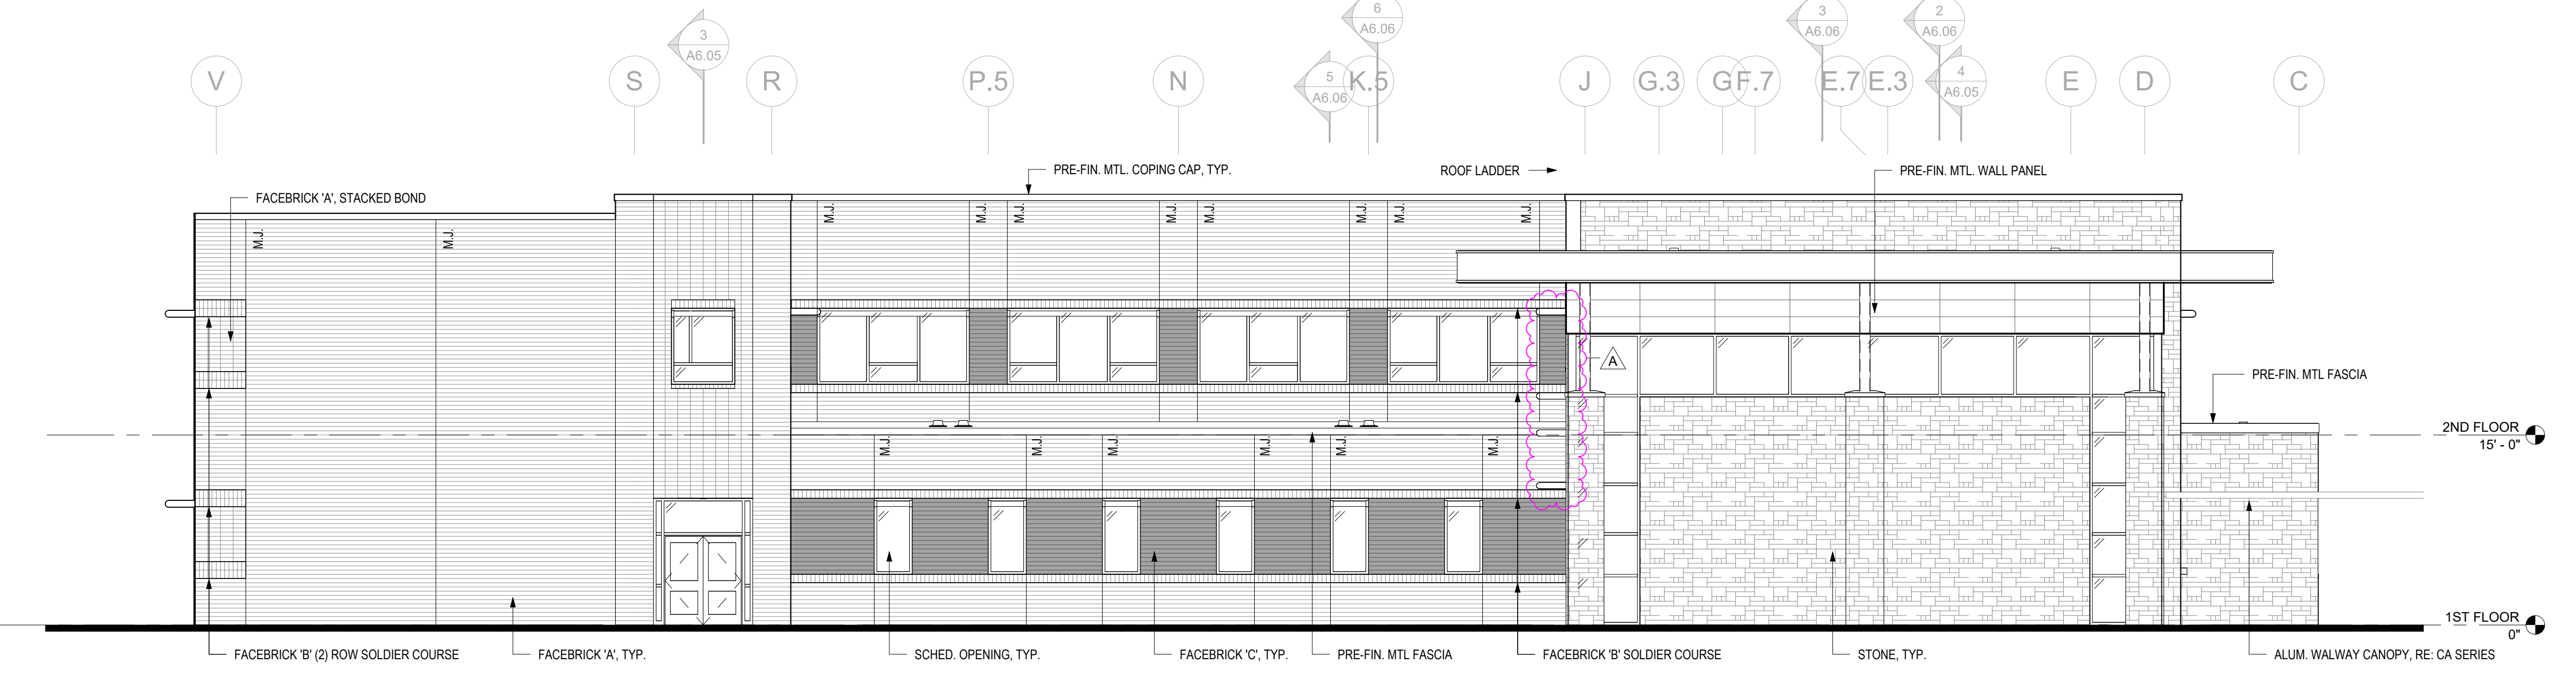 6
3
2
3
A6.05
A6.06
A6.06
A6.06
V
S
R
P.5
N
5
A6.06
K.5
J
G.3
G
F.7
E.7
E.3
4
A6.05
E
D
C
PRE-FIN. MTL. COPING CAP, TYP.
ROOF LADDER
PRE-FIN. MTL. WALL PANEL
FACEBRICK 'A', STACKED BOND
M.J.
M.J.
M.J.
M.J.
M.J.
M.J.
M.J.
M.J.
M.J.
M.J.
A
PRE-FIN. MTL FASCIA
2ND FLOOR
15' - 0"
M.J.
M.J.
M.J.
M.J.
M.J.
1ST FLOOR
0"
FACEBRICK 'B' (2) ROW SOLDIER COURSE
FACEBRICK 'A', TYP.
SCHED. OPENING, TYP.
FACEBRICK 'C', TYP.
PRE-FIN. MTL FASCIA
FACEBRICK 'B' SOLDIER COURSE
STONE, TYP.
ALUM. WALWAY CANOPY, RE: CA SERIES